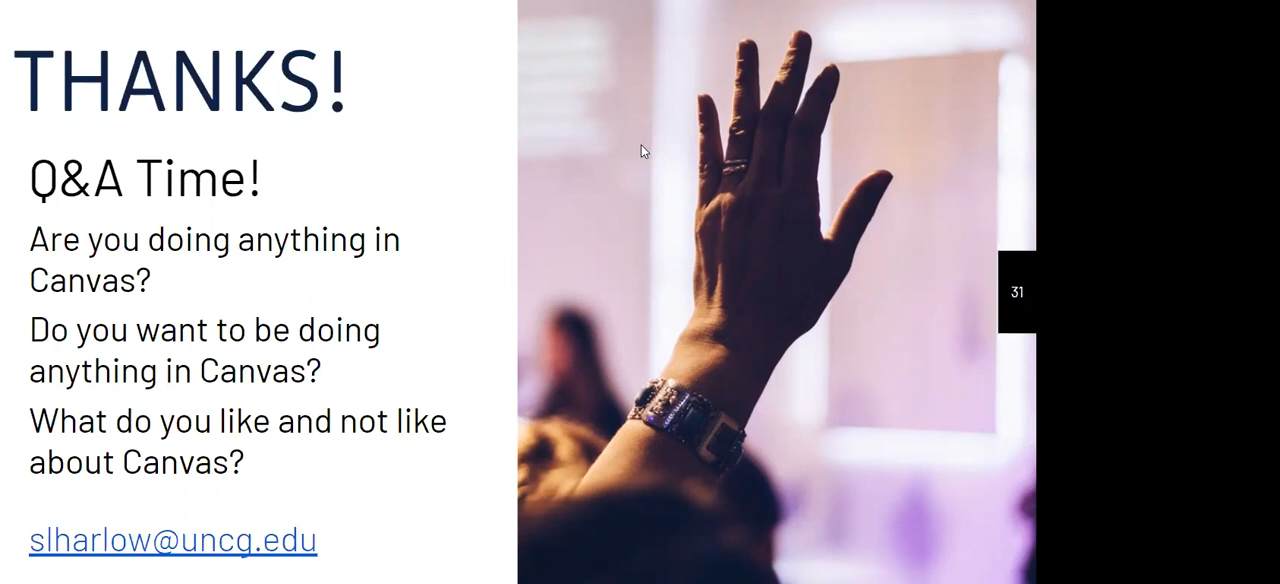 THANKS!
Q&A Time!
Are you doing anything in
Canvas?
Do you want to be doing
anything in Canvas?
What do you like and not like
about Canvas?
slharlow@uncg.edu
31